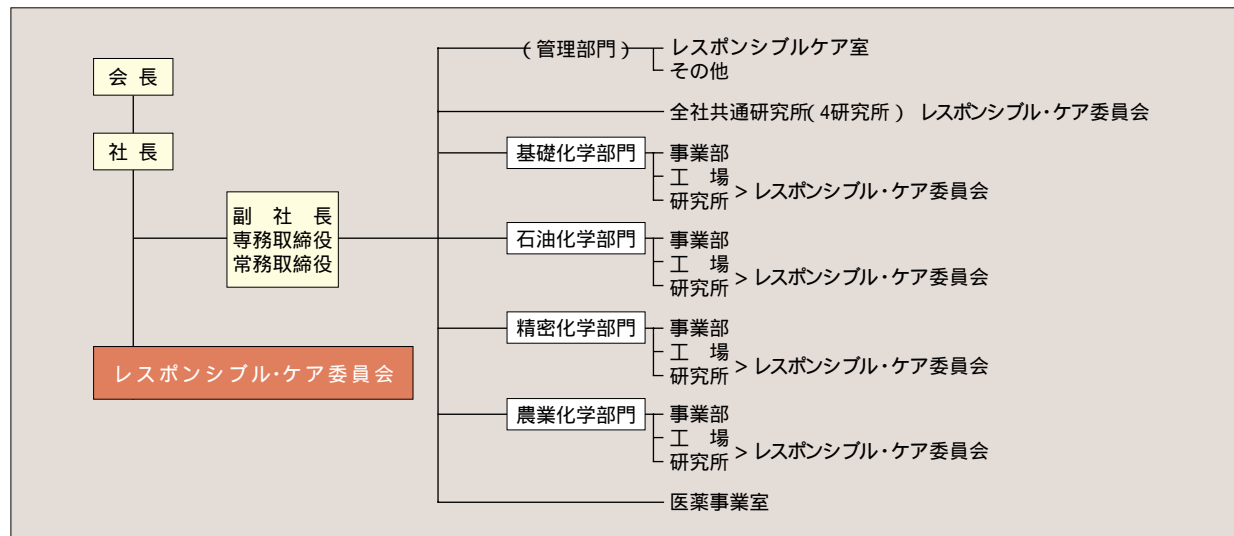 会長
社長
副社長
専務取締役
常務取締役
レスポンシブル・ケア委員会
(管理部門)
レスポンシブルケア室
その他
全社共通研究所(4研究所) レスポンシブル・ケア委員会
基礎化学部門
事業部
工場
研究所
> レスポンシブル・ケア委員会
石油化学部門
事業部
工場
研究所
> レスポンシブル・ケア委員会
精密化学部門
事業部
工場
研究所
> レスポンシブル・ケア委員会
農業化学部門
事業部
工場
研究所
> レスポンシブル・ケア委員会
医薬事業室